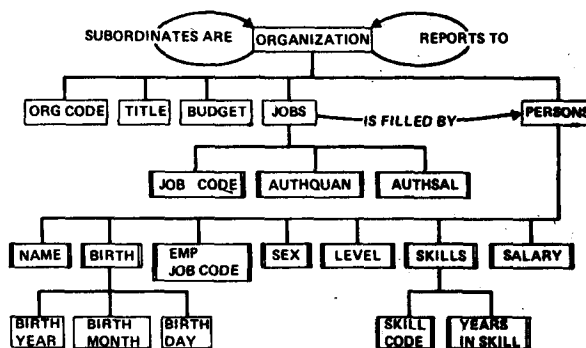 SUBORDINATES ARE ORGANIZATION REPORTS TO
ORG CODE TITLE BUDGET JOBS IS FILLED BY PERSONS
JOB CODE AUTHQUAN AUTHSAL
NAME BIRTH EMP JOB CODE SEX LEVEL SKILLS SALARY
BIRTH YEAR BIRTH MONTH BIRTH DAY SKILL CODE YEARS IN SKILL